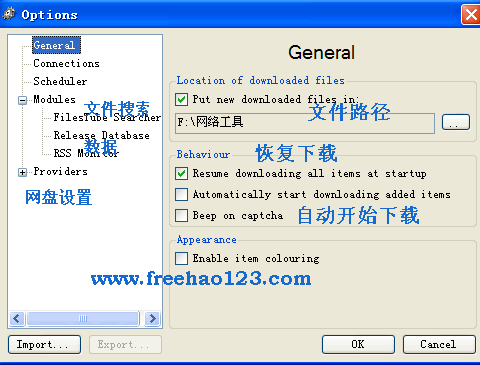 Options
General
General
Connections
Scheduler
Modules
文件搜索
FilesTube Searcher
Release Database
数据
RSS Monitor
Providers
网盘设置
Location of downloaded files
Put new downloaded files in:
文件路径
F:\网络工具
...
Behaviour
恢复下载
Resume downloading all items at startup
Automatically start downloading added items
Beep on captcha
自动开始下载
Appearance
Enable item colouring
www.freehao123.com
Import...
Export...
OK
Cancel